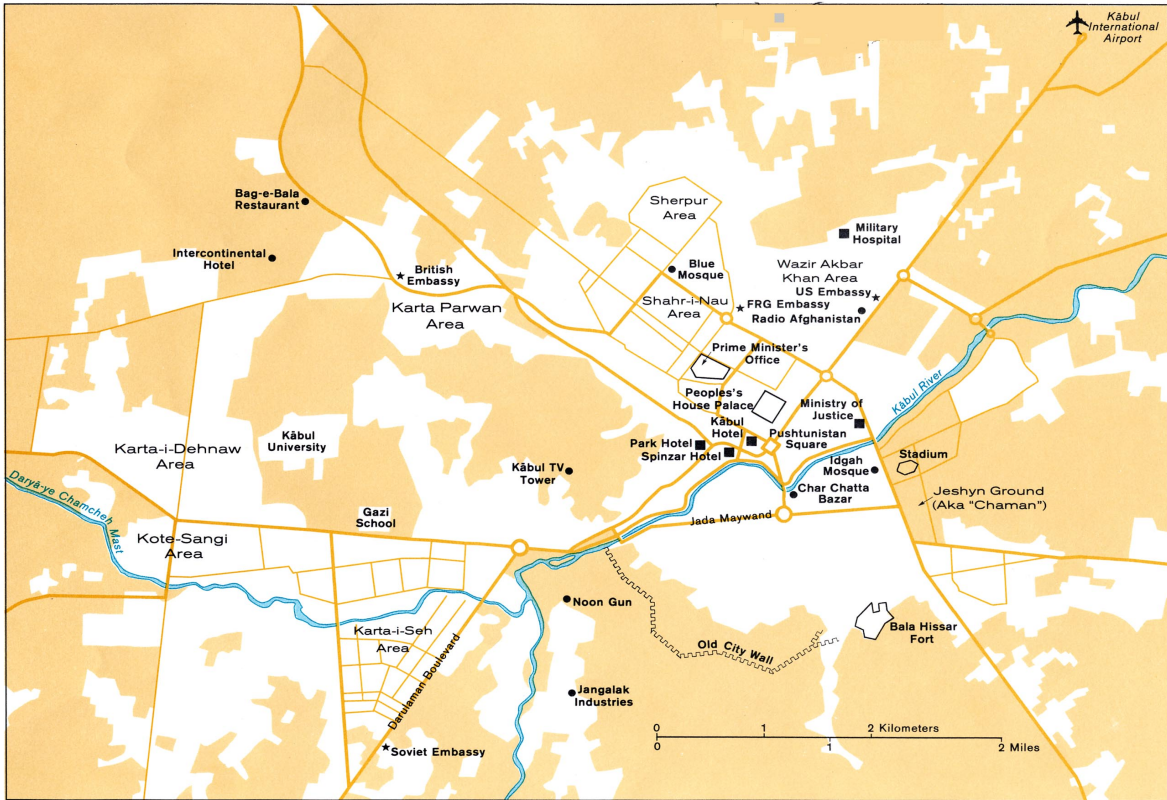 Kābul
International
Airport
Bag-e-Bala
Restaurant
Sherpur
Area
Military
Hospital
Intercontinental
Hotel
British
Embassy
Blue
Mosque
Wazir Akbar
Khan Area
US Embassy
Karta Parwan
Area
Shahr-i-Nau
Area
FRG Embassy
Radio Afghanistan
Prime Minister's
Office
Kābul River
Peoples's
House Palace
Ministry of
Justice
Kābul
Hotel
Pushtunistan
Square
Park Hotel
Spinzar Hotel
Karta-i-Dehnaw
Area
Kābul
University
Kābul TV
Tower
Idgah
Mosque
Stadium
Daryā-ye Chamcheh Mast
Char Chatta
Bazar
Jeshyn Ground
(Aka "Chaman")
Gazi
School
Jada Maywand
Kote-Sangi
Area
Noon Gun
Karta-i-Seh
Area
Bala Hissar
Fort
Old City Wall
Darulaman Boulevard
Jangalak
Industries
Soviet Embassy
0 1 2 Kilometers
0 1 2 Miles